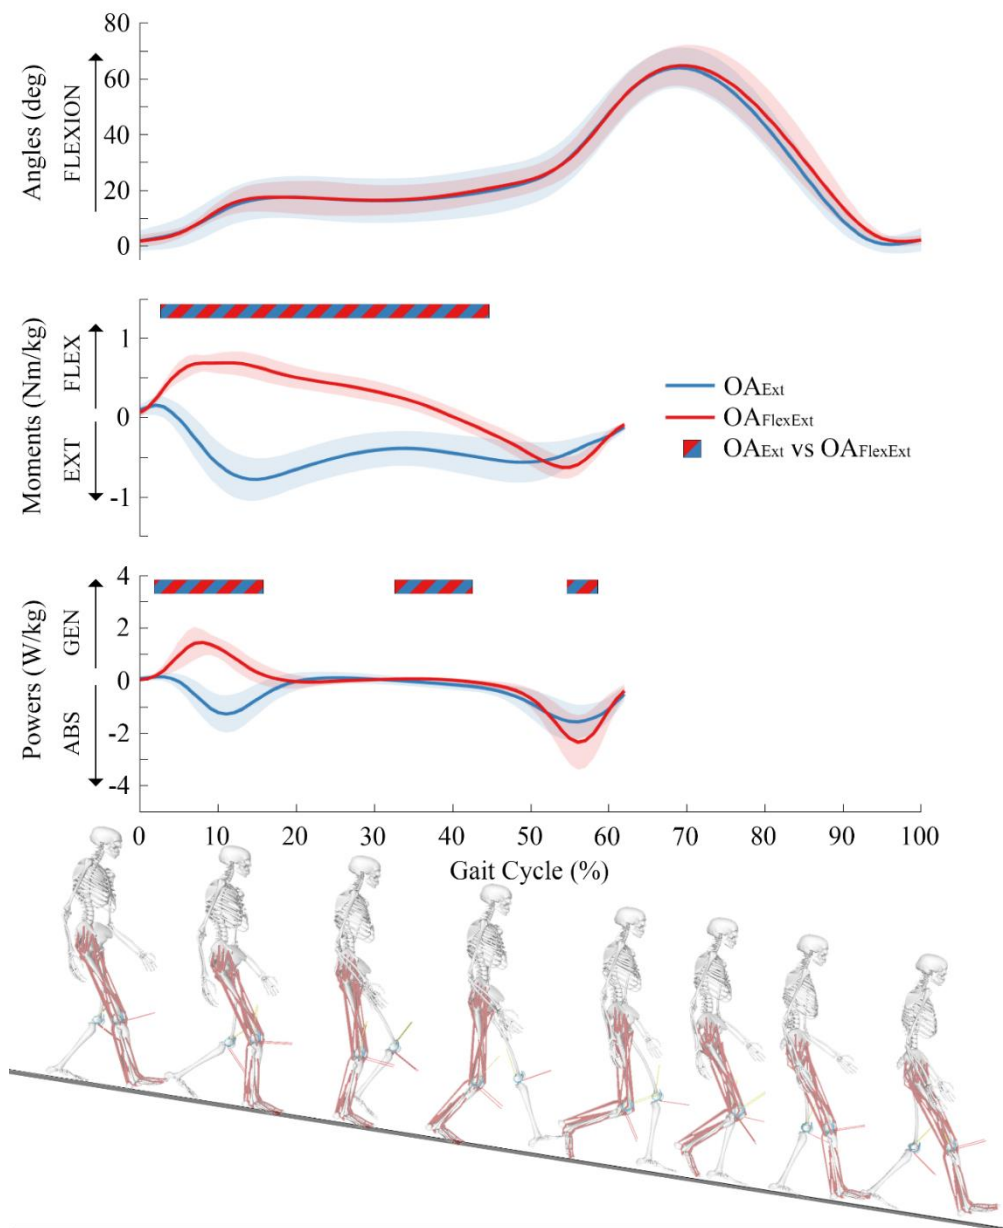 80
60
40
20
0
Angles (deg)
FLEXION
1
0
-1
Moments (Nm/kg)
FLEX
EXT
OAExt
OAFlexExt
OAExt vs OAFlexExt
4
2
0
-2
-4
Powers (W/kg)
GEN
ABS
0 10 20 30 40 50 60 70 80 90 100
Gait Cycle (%)